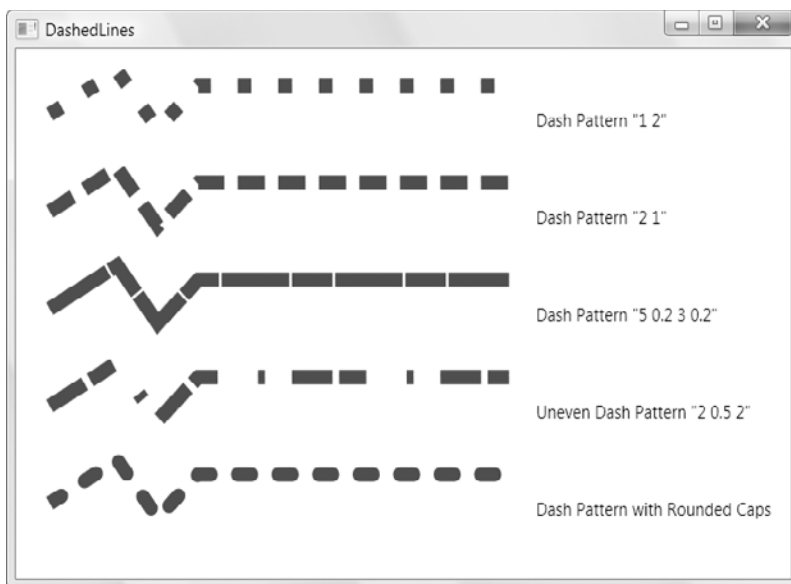 DashedLines
Dash Pattern "1 2"
Dash Pattern "2 1"
Dash Pattern "5 0.2 3 0.2"
Uneven Dash Pattern "2 0.5 2"
Dash Pattern with Rounded Caps